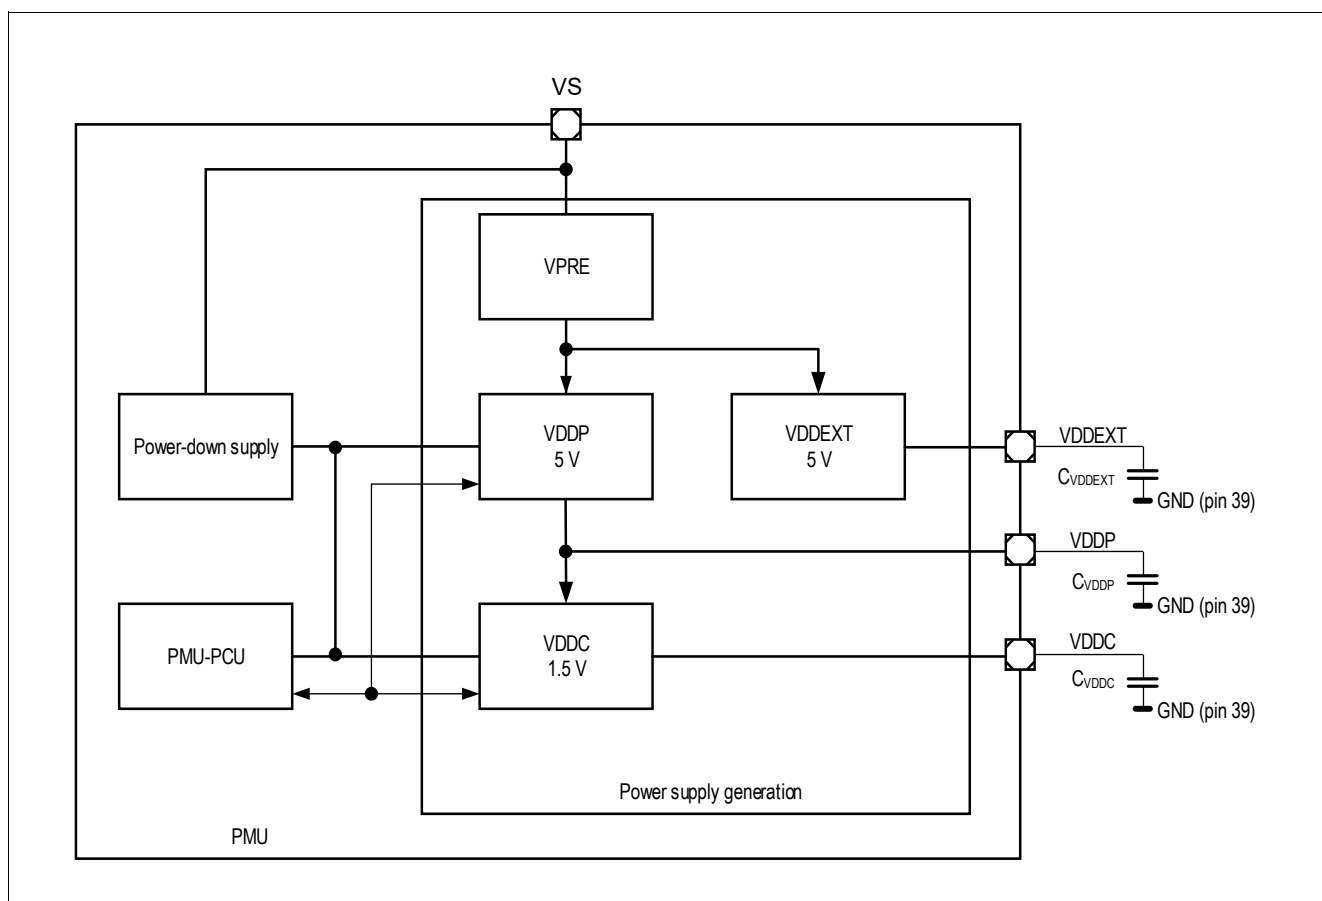 VS
VPRE
Power-down supply
VDDP
5 V
VDDEXT
5 V
VDDEXT
CVDDEXT
GND (pin 39)
VDDP
CVDDP
GND (pin 39)
PMU-PCU
VDDC
1.5 V
VDDC
CVDDC
GND (pin 39)
Power supply generation
PMU